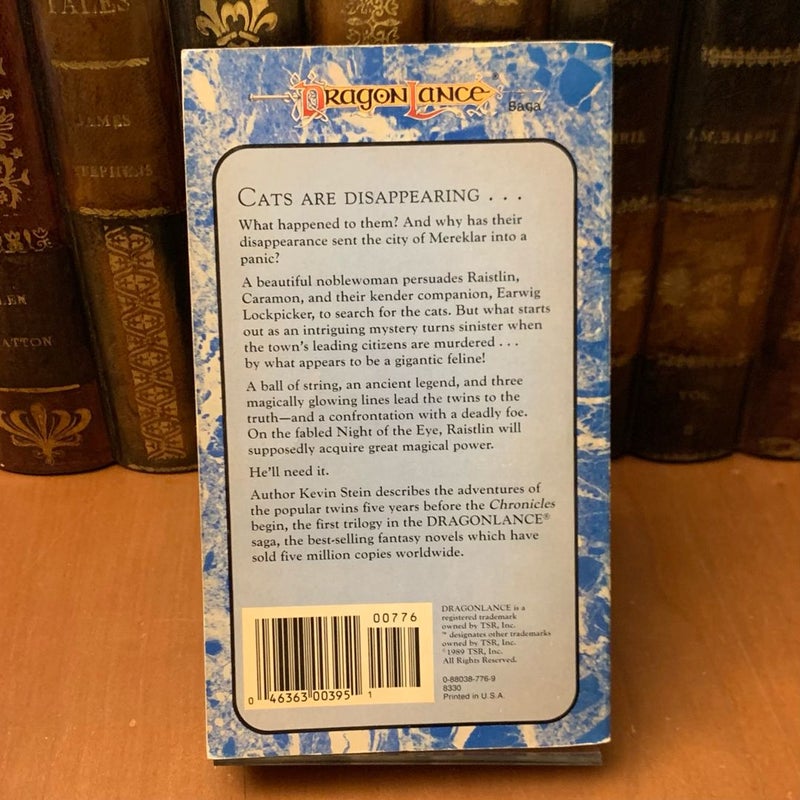 TALES
JAMES
STEPHENS
J.M. BARRIE
DRAGONLANCE®
Saga
CATS ARE DISAPPEARING . . .
What happened to them? And why has their
disappearance sent the city of Mereklar into a
panic?
A beautiful noblewoman persuades Raistlin,
Caramon, and their kender companion, Earwig
Lockpicker, to search for the cats. But what starts
out as an intriguing mystery turns sinister when
the town's leading citizens are murdered . . .
by what appears to be a gigantic feline!
A ball of string, an ancient legend, and three
magically glowing lines lead the twins to the
truth—and a confrontation with a deadly foe.
On the fabled Night of the Eye, Raistlin will
supposedly acquire great magical power.
He'll need it.
Author Kevin Stein describes the adventures of
the popular twins five years before the Chronicles
begin, the first trilogy in the DRAGONLANCE®
saga, the best-selling fantasy novels which have
sold five million copies worldwide.
00776
0 46363 00395 1
DRAGONLANCE is a
registered trademark
owned by TSR, Inc.
™ designates other trademarks
owned by TSR, Inc.
©1989 TSR, Inc.
All Rights Reserved.
0-88038-776-9
8330
Printed in U.S.A.